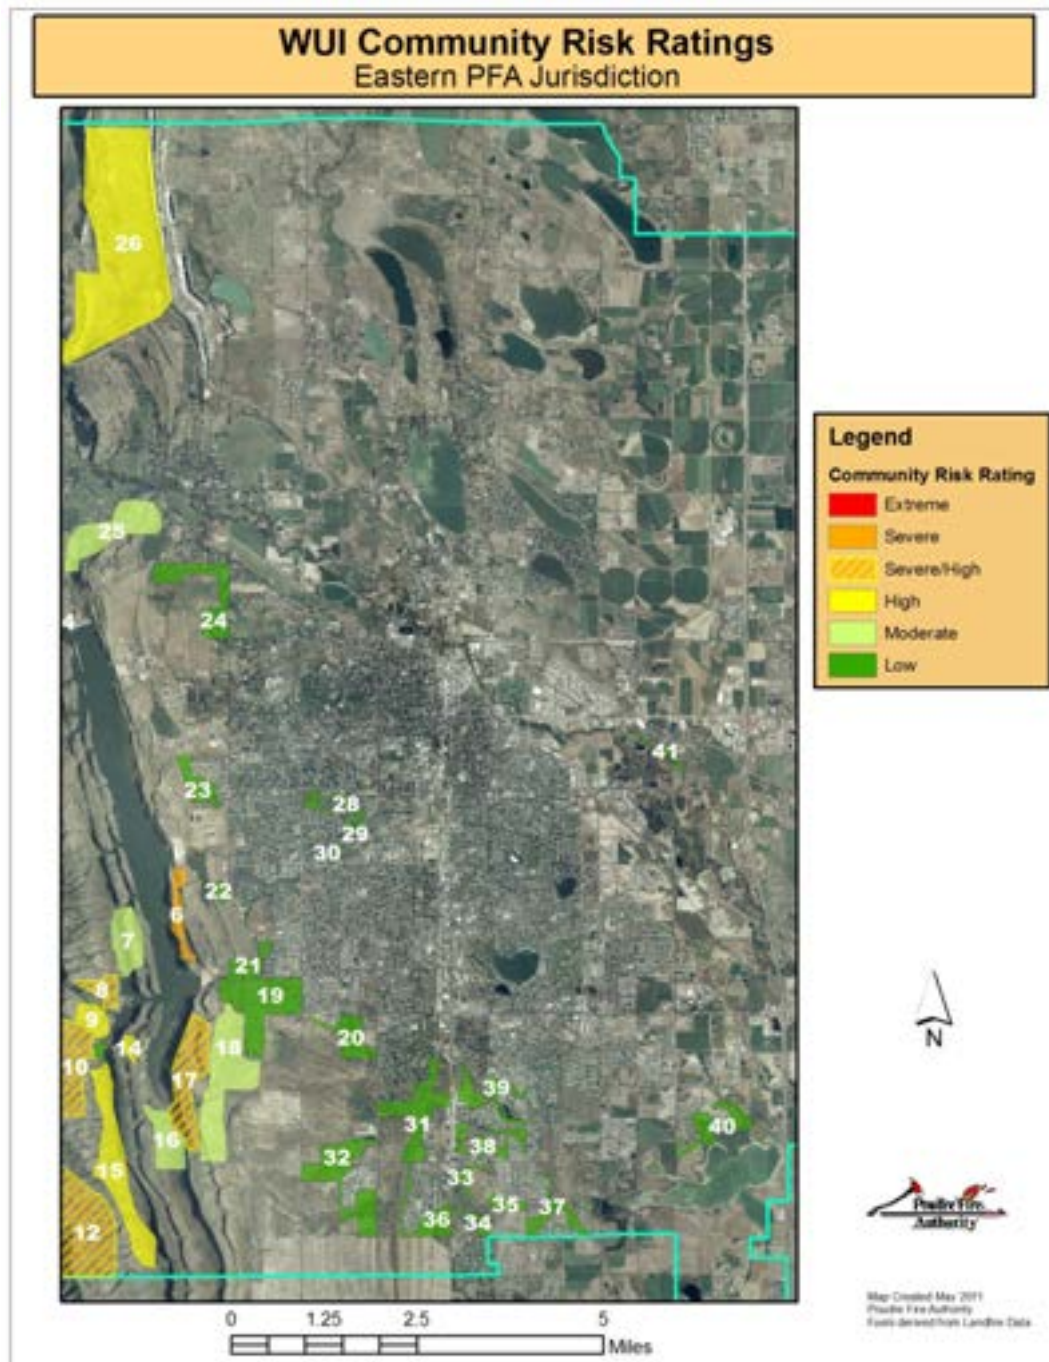 WUI Community Risk Ratings
Eastern PFA Jurisdiction
26
25
4
24
41
23
28
29
30
22
6
7
21
8
19
9
14
20
18
10
17
39
31
40
16
38
32
15
33
35
37
12
36
34
Legend
Community Risk Rating
Extreme
Severe
Severe/High
High
Moderate
Low
N
Poudre Fire
Authority
Map Created May 2011
Poudre Fire Authority
Fuels derived from Landfire Data
0 1.25 2.5 5
Miles